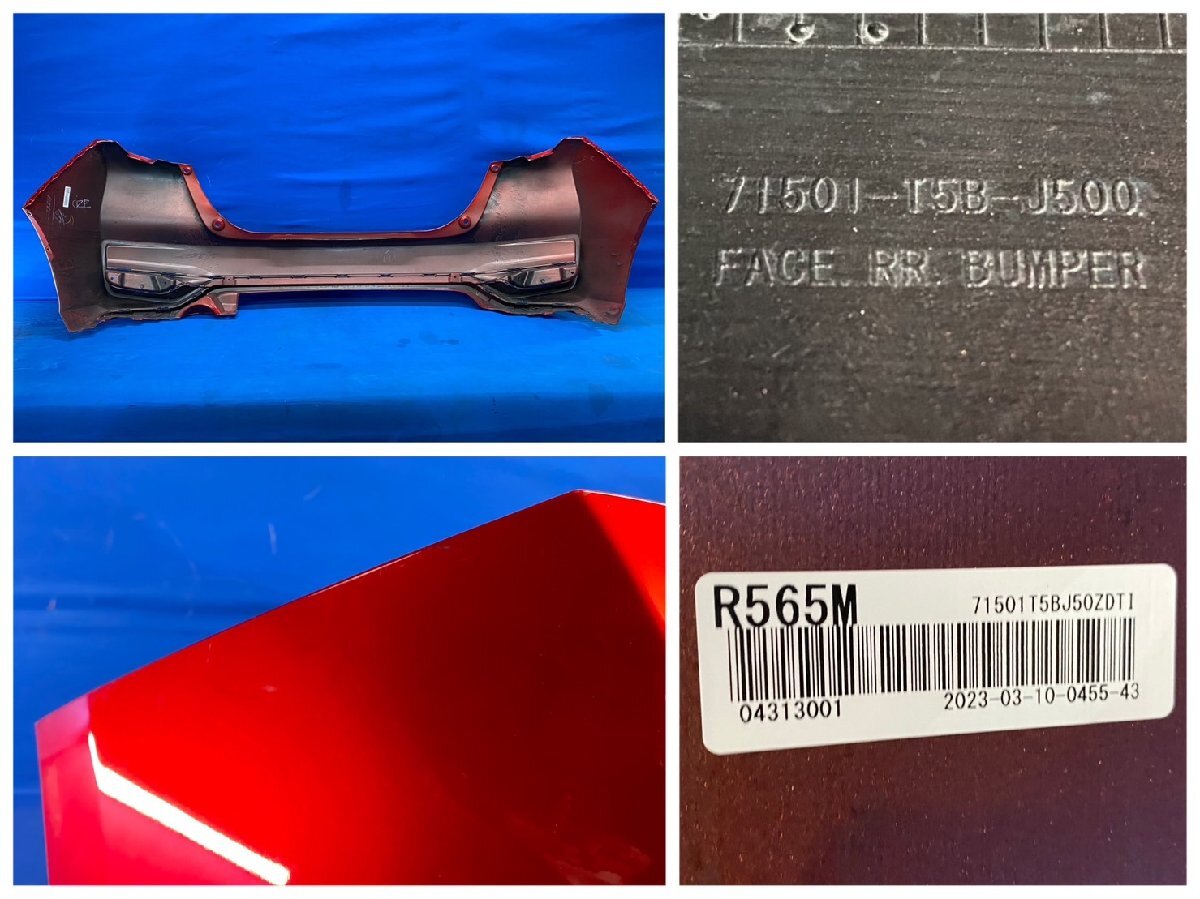 71501-T5B-J500
FACE. RR. BUMPER
R565M
71501T5BJ50ZDTI
04313001
2023-03-10-0455-43